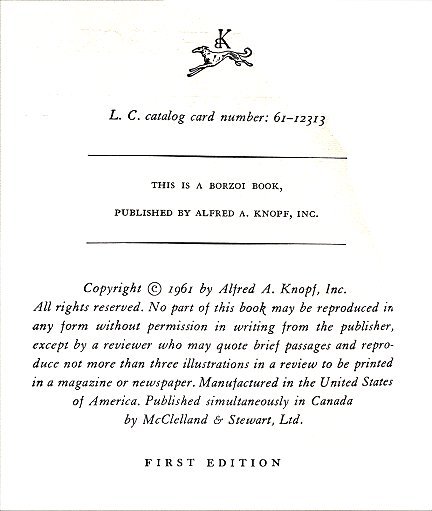 K
L. C. catalog card number: 61-12313
THIS IS A BORZOI BOOK,
PUBLISHED BY ALFRED A. KNOPF, INC.
Copyright © 1961 by Alfred A. Knopf, Inc.
All rights reserved. No part of this book may be reproduced in
any form without permission in writing from the publisher,
except by a reviewer who may quote brief passages and repro-
duce not more than three illustrations in a review to be printed
in a magazine or newspaper. Manufactured in the United States
of America. Published simultaneously in Canada
by McClelland & Stewart, Ltd.
FIRST EDITION